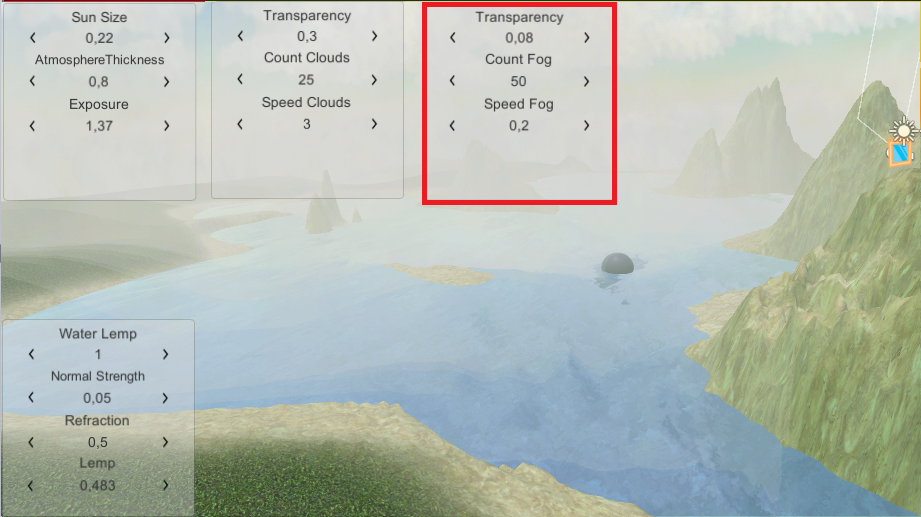 Sun Size
< 0,22 >
AtmosphereThickness
< 0,8 >
Exposure
< 1,37 >
Transparency
< 0,3 >
Count Clouds
< 25 >
Speed Clouds
< 3 >
Transparency
< 0,08 >
Count Fog
< 50 >
Speed Fog
< 0,2 >
Water Lemp
< 1 >
Normal Strength
< 0,05 >
Refraction
< 0,5 >
Lemp
< 0,483 >